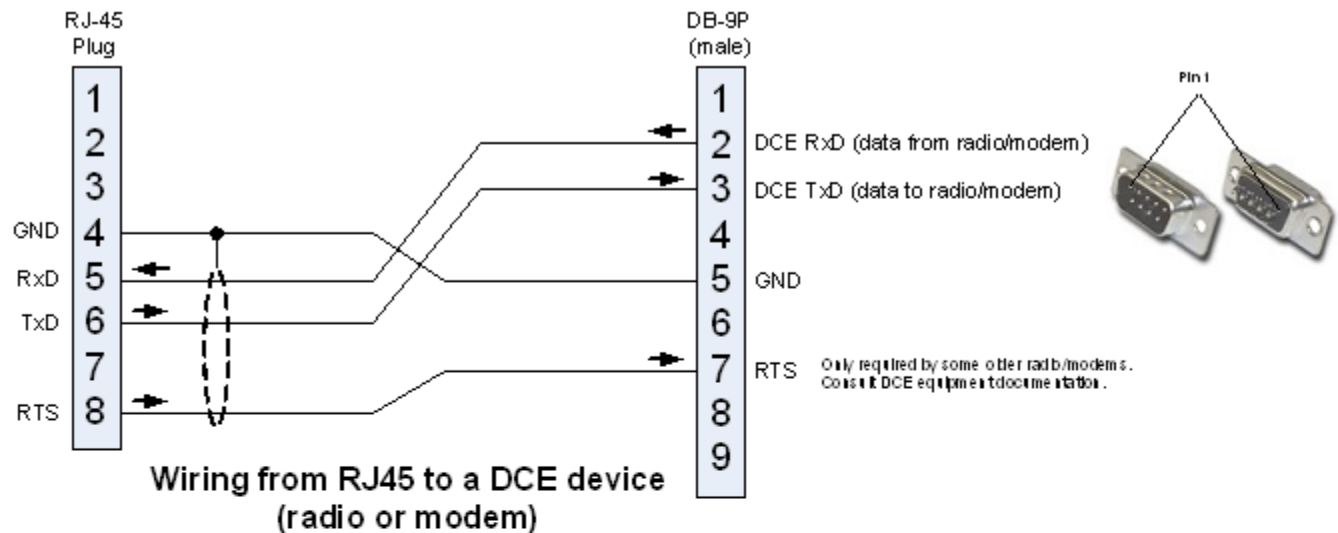 RJ-45
Plug
1
2
3
4
5
6
7
8
GND
RxD
TxD
RTS
DB-9P
(male)
1
2
3
4
5
6
7
8
9
DCE RxD (data from radio/modem)
DCE TxD (data to radio/modem)
GND
RTS
Only required by some older radio/modems.
Consult DCE equipment documentation.
Pin 1
Wiring from RJ45 to a DCE device
(radio or modem)